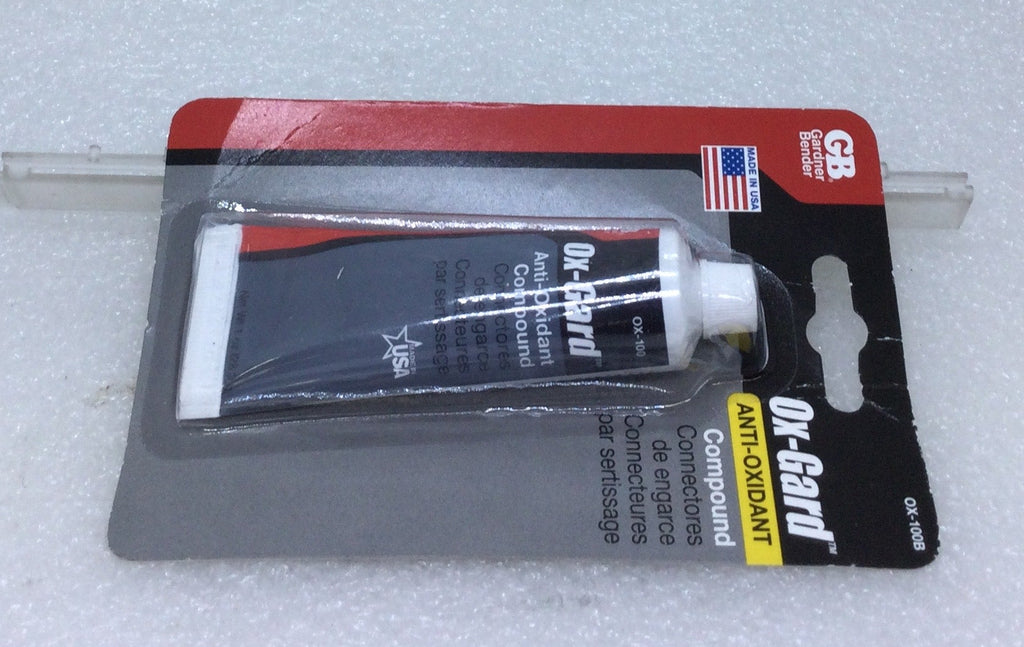 GB®
Gardner
Bender
MADE IN USA
Ox-Gard™
ANTI-OXIDANT
Compound
Connectores
de engarce
Connecteures
par sertissage
OX-100B
OX-100
Ox-Gard™
Anti-Oxidant
Compound
Connectores
de engarce
Connecteures
par sertissage
USA